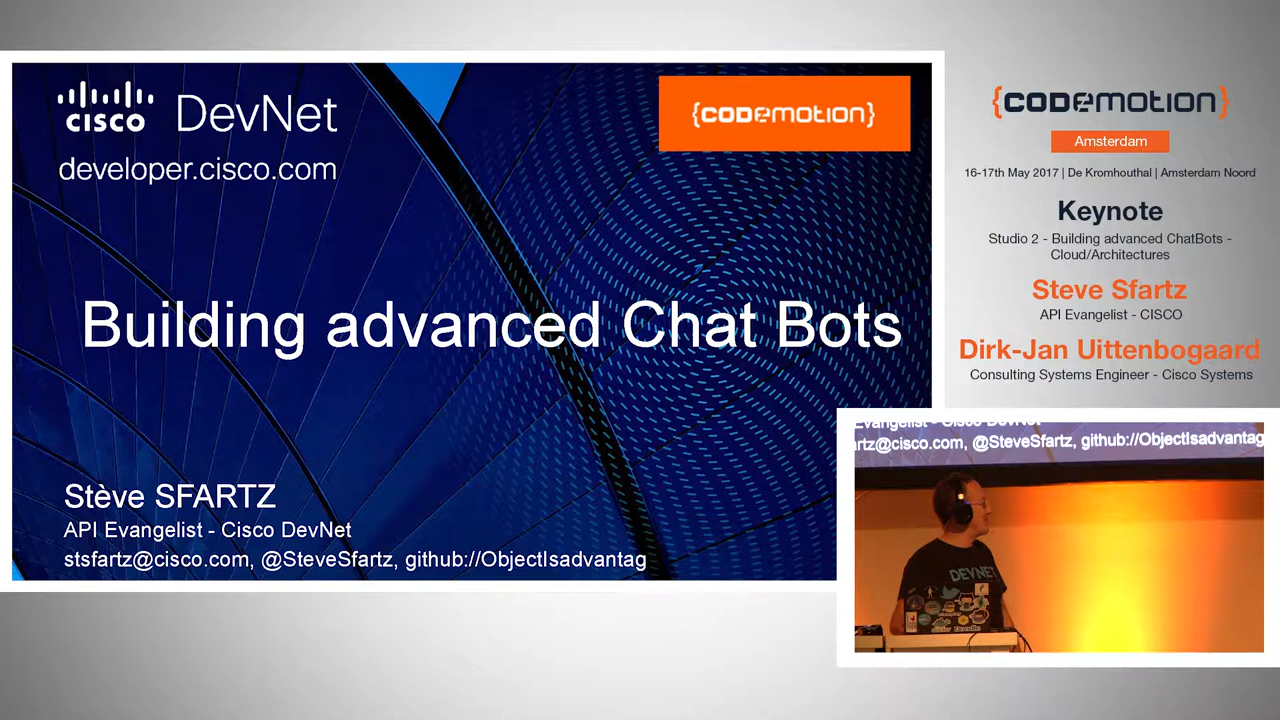 CISCO DevNet
developer.cisco.com
{CODEMOTION}
Building advanced Chat Bots
Stève SFARTZ
API Evangelist - Cisco DevNet
stsfartz@cisco.com, @SteveSfartz, github://ObjectIsadvantag
{CODEMOTION}
Amsterdam
16-17th May 2017 | De Kromhouthal | Amsterdam Noord
Keynote
Studio 2 - Building advanced ChatBots -
Cloud/Architectures
Steve Sfartz
API Evangelist - CISCO
Dirk-Jan Uittenbogaard
Consulting Systems Engineer - Cisco Systems
Evangelist - Cisco DevNet
rtz@cisco.com, @SteveSfartz, github://ObjectIsadvantag
DEVNET